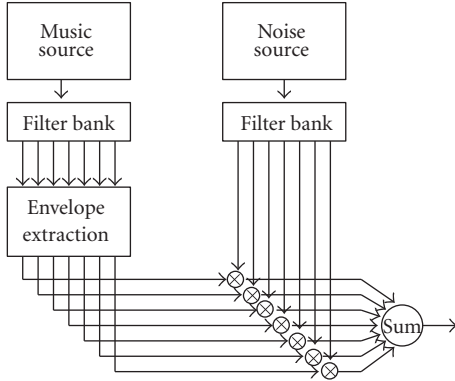 Music
source
Noise
source
Filter bank
Filter bank
Envelope
extraction
Sum